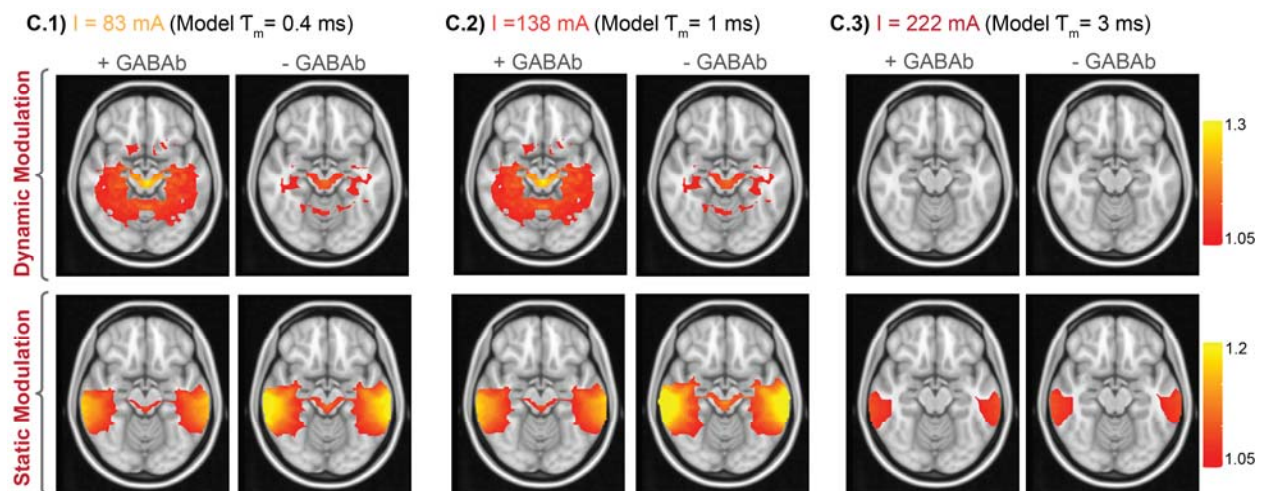 C.1) I = 83 mA (Model τm = 0.4 ms)
C.2) I =138 mA (Model τm = 1 ms)
C.3) I = 222 mA (Model τm = 3 ms)
+ GABAb
- GABAb
+ GABAb
- GABAb
+ GABAb
- GABAb
Dynamic Modulation
1.3
1.05
Static Modulation
1.2
1.05